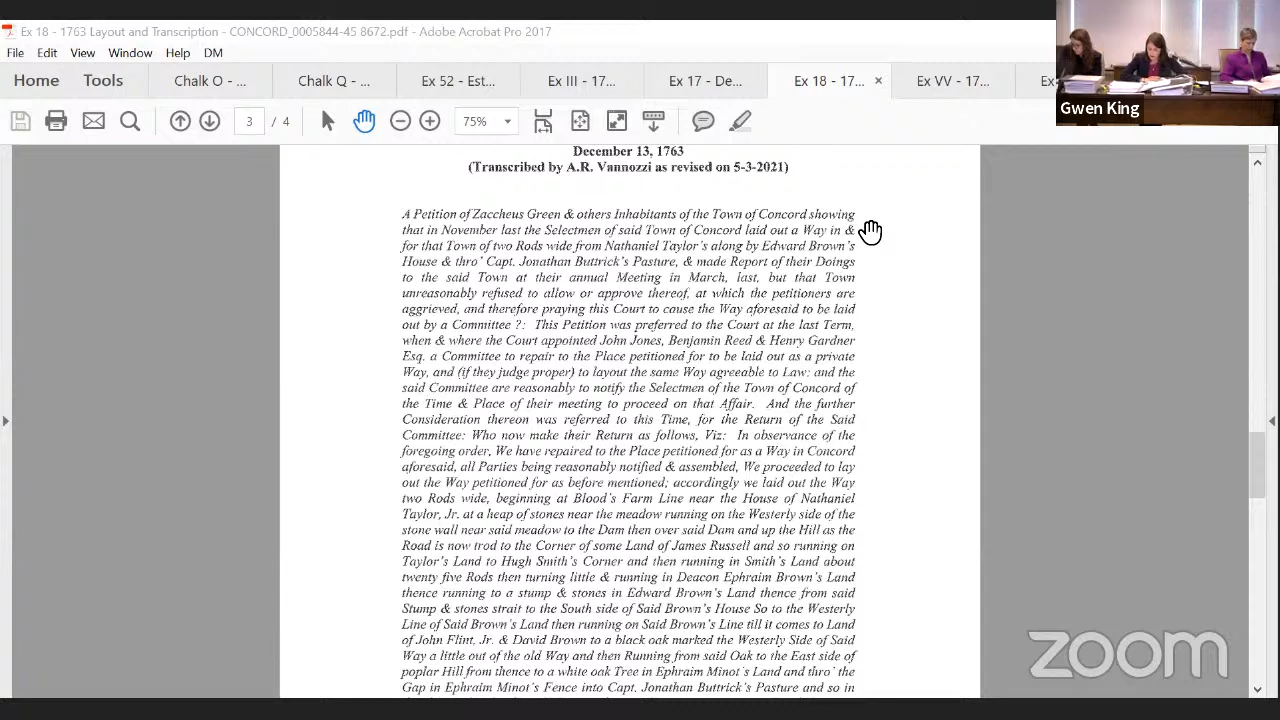 Ex 18 - 1763 Layout and Transcription - CONCORD_0005844-45 8672.pdf - Adobe Acrobat Pro 2017
File Edit View Window Help DM
Home Tools Chalk O - ... Chalk Q - ... Ex 52 - Est... Ex III - 17... Ex 17 - De... Ex 18 - 17... × Ex VV - 17... Ex
3 / 4 75%
Gwen King
December 13, 1763
(Transcribed by A.R. Vannozzi as revised on 5-3-2021)
A Petition of Zaccheus Green & others Inhabitants of the Town of Concord showing
that in November last the Selectmen of said Town of Concord laid out a Way in &
for that Town of two Rods wide from Nathaniel Taylor's along by Edward Brown's
House & thro' Capt. Jonathan Buttrick's Pasture, & made Report of their Doings
to the said Town at their annual Meeting in March, last, but that Town
unreasonably refused to allow or approve thereof, at which the petitioners are
aggrieved, and therefore praying this Court to cause the Way aforesaid to be laid
out by a Committee ?: This Petition was preferred to the Court at the last Term,
when & where the Court appointed John Jones, Benjamin Reed & Henry Gardner
Esq. a Committee to repair to the Place petitioned for to be laid out as a private
Way, and (if they judge proper) to layout the same Way agreeable to Law: and the
said Committee are reasonably to notify the Selectmen of the Town of Concord of
the Time & Place of their meeting to proceed on that Affair. And the further
Consideration thereon was referred to this Time, for the Return of the Said
Committee: Who now make their Return as follows, Viz: In observance of the
foregoing order, We have repaired to the Place petitioned for as a Way in Concord
aforesaid, all Parties being reasonably notified & assembled, We proceeded to lay
out the Way petitioned for as before mentioned; accordingly we laid out the Way
two Rods wide, beginning at Blood's Farm Line near the House of Nathaniel
Taylor, Jr. at a heap of stones near the meadow running on the Westerly side of the
stone wall near said meadow to the Dam then over said Dam and up the Hill as the
Road is now trod to the Corner of some Land of James Russell and so running on
Taylor's Land to Hugh Smith's Corner and then running in Smith's Land about
twenty five Rods then turning little & running in Deacon Ephraim Brown's Land
thence running to a stump & stones in Edward Brown's Land thence from said
Stump & stones strait to the South side of Said Brown's House So to the Westerly
Line of Said Brown's Land then running on Said Brown's Line till it comes to Land
of John Flint, Jr. & David Brown to a black oak marked the Westerly Side of Said
Way a little out of the old Way and then Running from said Oak to the East side of
poplar Hill from thence to a white oak Tree in Ephraim Minot's Land and thro' the
Gap in Ephraim Minot's Fence into Capt. Jonathan Buttrick's Pasture and so in
zoom